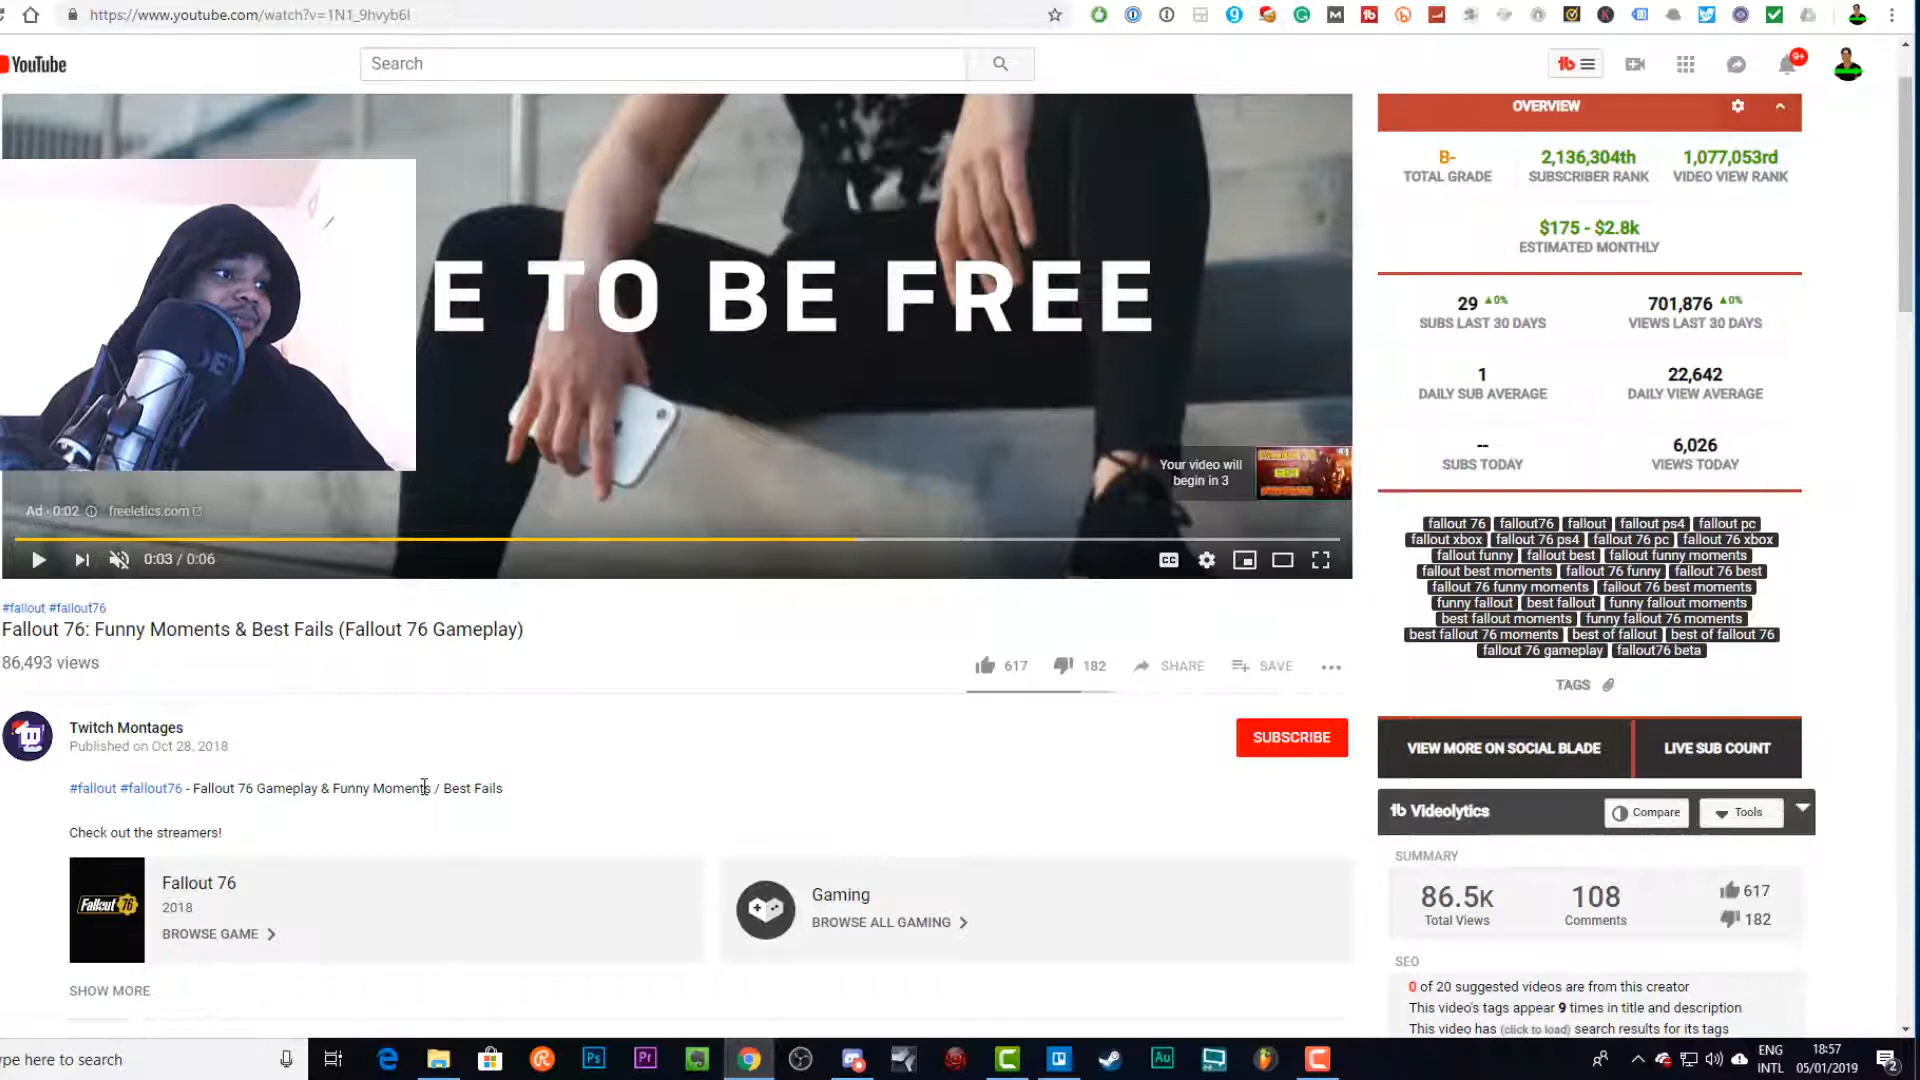 https://www.youtube.com/watch?v=1N1_9hvyb6I
YouTube
Search
9+
E TO BE FREE
Your video will
begin in 3
Ad · 0:02
freeletics.com
0:03 / 0:06
CC
#fallout #fallout76
Fallout 76: Funny Moments & Best Fails (Fallout 76 Gameplay)
86,493 views
617
182
SHARE
SAVE
Twitch Montages
Published on Oct 28, 2018
SUBSCRIBE
#fallout #fallout76 - Fallout 76 Gameplay & Funny Moments / Best Fails
Check out the streamers!
Fallout 76
Fallout 76
2018
BROWSE GAME
Gaming
BROWSE ALL GAMING
SHOW MORE
OVERVIEW
B- 2,136,304th 1,077,053rd
TOTAL GRADE SUBSCRIBER RANK VIDEO VIEW RANK
$175 - $2.8k
ESTIMATED MONTHLY
29 ▲0% 701,876 ▲0%
SUBS LAST 30 DAYS VIEWS LAST 30 DAYS
1 22,642
DAILY SUB AVERAGE DAILY VIEW AVERAGE
-- 6,026
SUBS TODAY VIEWS TODAY
fallout 76 fallout76 fallout fallout ps4 fallout pc
fallout xbox fallout 76 ps4 fallout 76 pc fallout 76 xbox
fallout funny fallout best fallout funny moments
fallout best moments fallout 76 funny fallout 76 best
fallout 76 funny moments fallout 76 best moments
funny fallout best fallout funny fallout moments
best fallout moments funny fallout 76 moments
best fallout 76 moments best of fallout best of fallout 76
fallout 76 gameplay fallout76 beta
TAGS
VIEW MORE ON SOCIAL BLADE
LIVE SUB COUNT
Videolytics
Compare
Tools
SUMMARY
86.5K 108 617
Total Views Comments 182
SEO
0 of 20 suggested videos are from this creator
This video's tags appear 9 times in title and description
This video has (click to load) search results for its tags
ype here to search
Ps
Pr
Au
ENG
INTL
18:57
05/01/2019
2